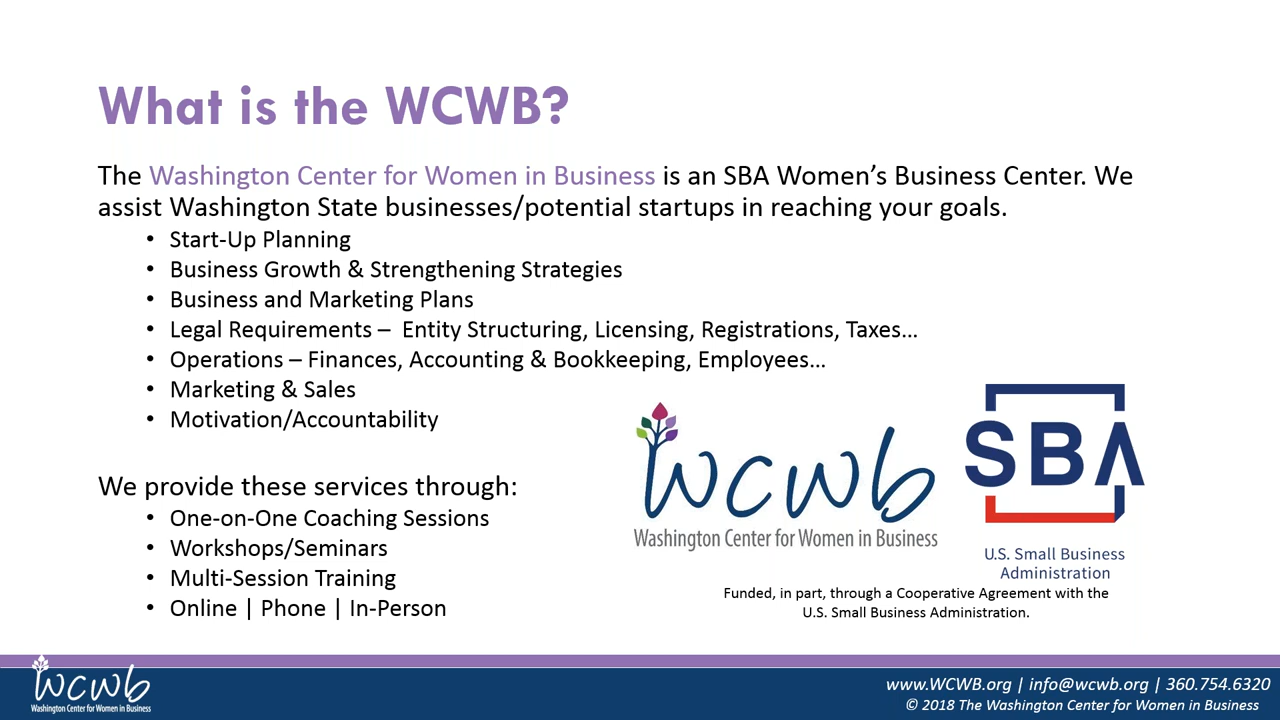 What is the WCWB?
The Washington Center for Women in Business is an SBA Women’s Business Center. We
assist Washington State businesses/potential startups in reaching your goals.
• Start-Up Planning
• Business Growth & Strengthening Strategies
• Business and Marketing Plans
• Legal Requirements – Entity Structuring, Licensing, Registrations, Taxes…
• Operations – Finances, Accounting & Bookkeeping, Employees…
• Marketing & Sales
• Motivation/Accountability
We provide these services through:
• One-on-One Coaching Sessions
• Workshops/Seminars
• Multi-Session Training
• Online | Phone | In-Person
wcwb
Washington Center for Women in Business
SBA
U.S. Small Business
Administration
Funded, in part, through a Cooperative Agreement with the
U.S. Small Business Administration.
wcwb
Washington Center for Women in Business
www.WCWB.org | info@wcwb.org | 360.754.6320
© 2018 The Washington Center for Women in Business